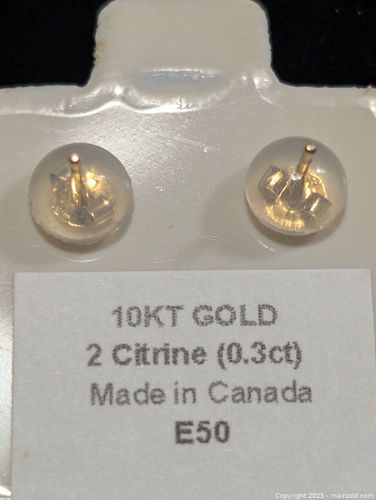 10KT GOLD
2 Citrine (0.3ct)
Made in Canada
E50
Copyright 2025 - maxsold.com